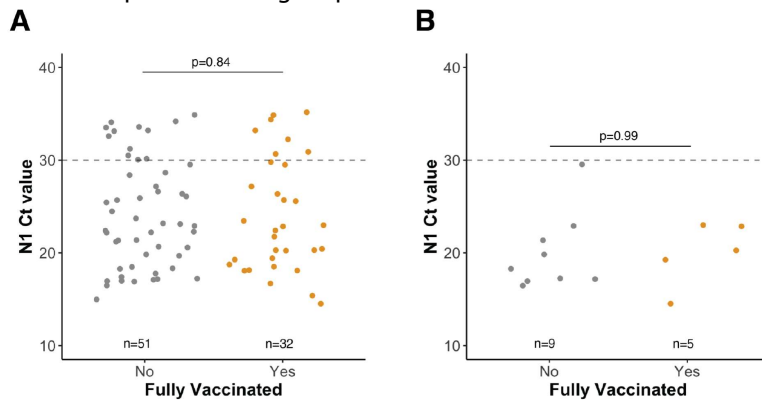 A
B
p=0.84
p=0.99
40
30
20
10
N1 Ct value
n=51
n=32
No
Yes
Fully Vaccinated
40
30
20
10
N1 Ct value
n=9
n=5
No
Yes
Fully Vaccinated